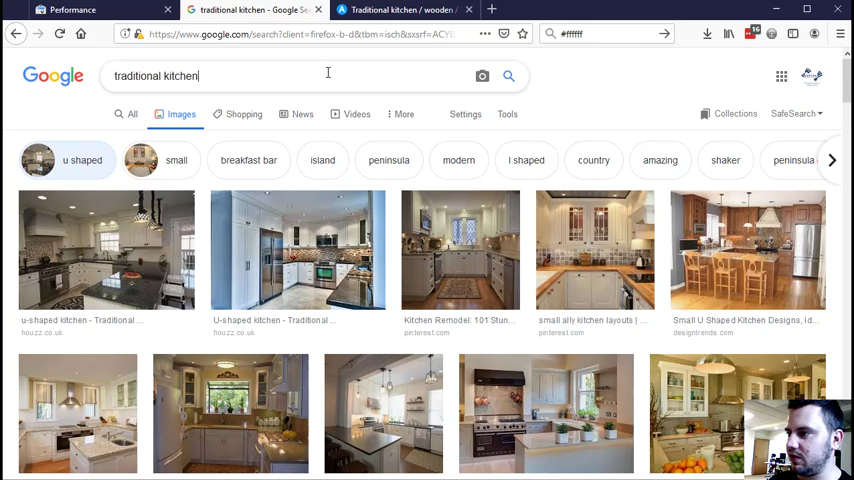 Performance
traditional kitchen - Google Se
Traditional kitchen / wooden /
https://www.google.com/search?client=firefox-b-d&tbm=isch&sxsrf=ACYB
#ffffff
16
Google
traditional kitchen
All
Images
Shopping
News
Videos
More
Settings
Tools
Collections
SafeSearch
u shaped
small
breakfast bar
island
peninsula
modern
l shaped
country
amazing
shaker
peninsula
u-shaped kitchen - Traditional ...
U-shaped kitchen - Traditional ...
Kitchen Remodel: 101 Stun...
small ally kitchen layouts | ...
Small U Shaped Kitchen Designs, Id...
houzz.co.uk
houzz.co.uk
pinterest.com
pinterest.com
designtrends.com